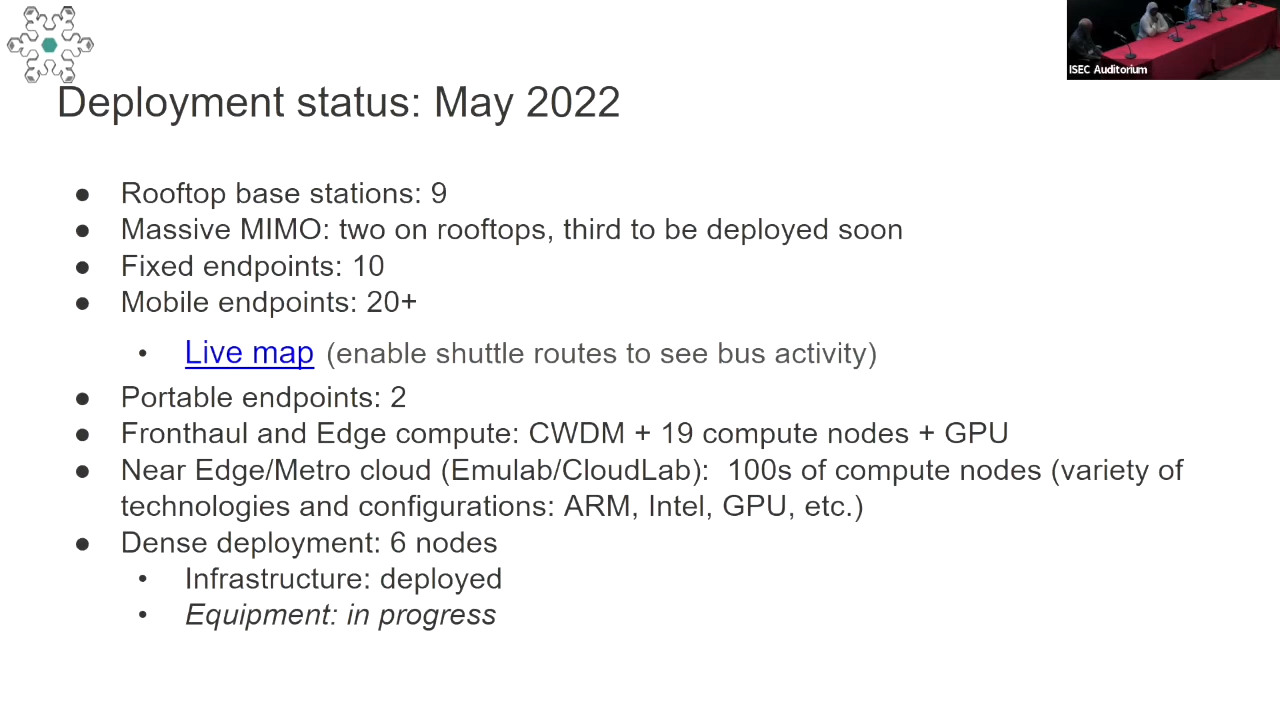 ISEC Auditorium
Deployment status: May 2022
● Rooftop base stations: 9
● Massive MIMO: two on rooftops, third to be deployed soon
● Fixed endpoints: 10
● Mobile endpoints: 20+
• Live map (enable shuttle routes to see bus activity)
● Portable endpoints: 2
● Fronthaul and Edge compute: CWDM + 19 compute nodes + GPU
● Near Edge/Metro cloud (Emulab/CloudLab): 100s of compute nodes (variety of
technologies and configurations: ARM, Intel, GPU, etc.)
● Dense deployment: 6 nodes
• Infrastructure: deployed
• Equipment: in progress